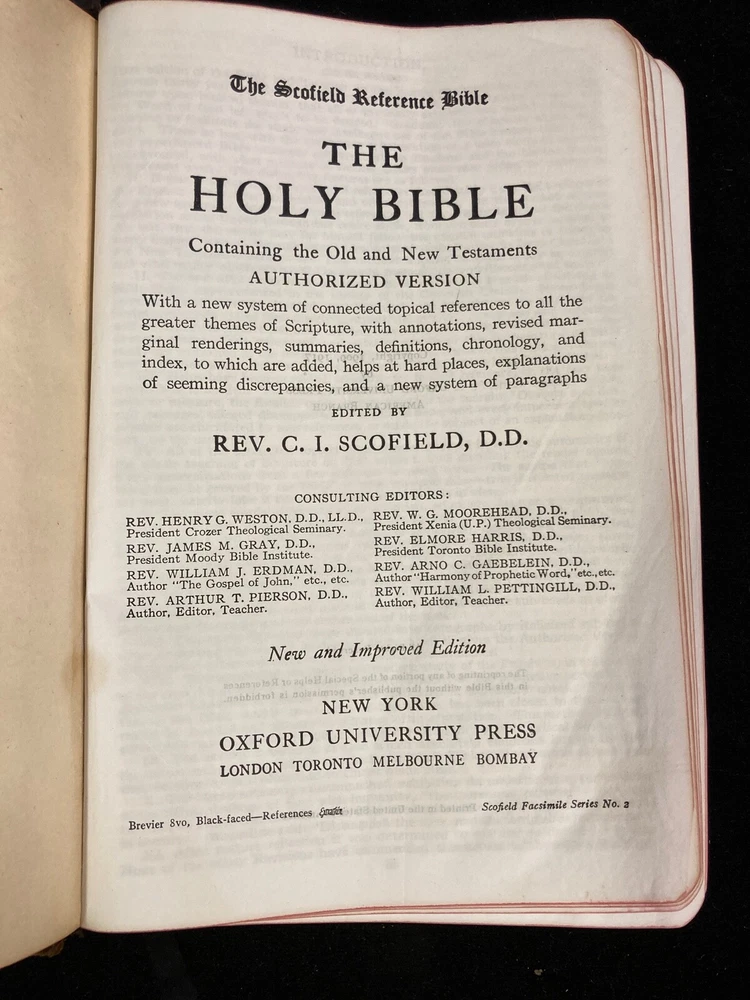 The Scofield Reference Bible
THE
HOLY BIBLE
Containing the Old and New Testaments
AUTHORIZED VERSION
With a new system of connected topical references to all the
greater themes of Scripture, with annotations, revised mar-
ginal renderings, summaries, definitions, chronology, and
index, to which are added, helps at hard places, explanations
of seeming discrepancies, and a new system of paragraphs
EDITED BY
REV. C. I. SCOFIELD, D.D.
CONSULTING EDITORS:
REV. HENRY G. WESTON, D.D., LL.D.,
President Crozer Theological Seminary.
REV. JAMES M. GRAY, D.D.,
President Moody Bible Institute.
REV. WILLIAM J. ERDMAN, D.D.,
Author "The Gospel of John," etc., etc.
REV. ARTHUR T. PIERSON, D.D.,
Author, Editor, Teacher.
REV. W. G. MOOREHEAD, D.D.,
President Xenia (U.P.) Theological Seminary.
REV. ELMORE HARRIS, D.D.,
President Toronto Bible Institute.
REV. ARNO C. GAEBELEIN, D.D.,
Author "Harmony of Prophetic Word," etc., etc.
REV. WILLIAM L. PETTINGILL, D.D.,
Author, Editor, Teacher.
New and Improved Edition
NEW YORK
OXFORD UNIVERSITY PRESS
LONDON TORONTO MELBOURNE BOMBAY
Brevier 8vo, Black-faced—References
Scofield Facsimile Series No. 2